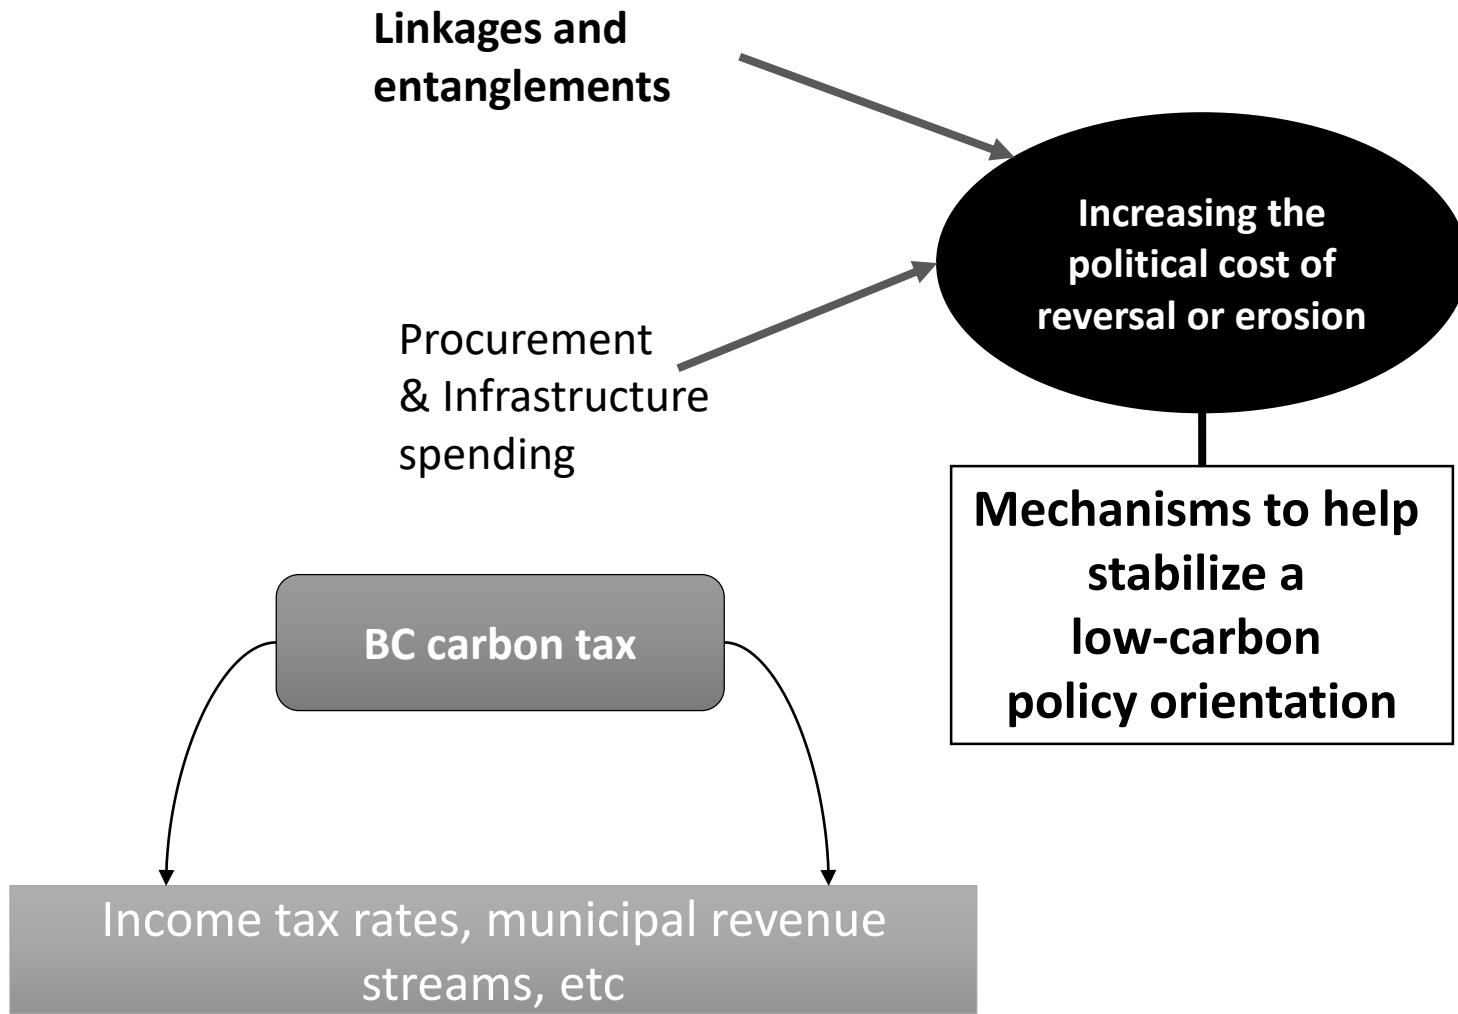 Linkages and
entanglements
Increasing the
political cost of
reversal or erosion
Procurement
& Infrastructure
spending
Mechanisms to help
stabilize a
low-carbon
policy orientation
BC carbon tax
Income tax rates, municipal revenue
streams, etc